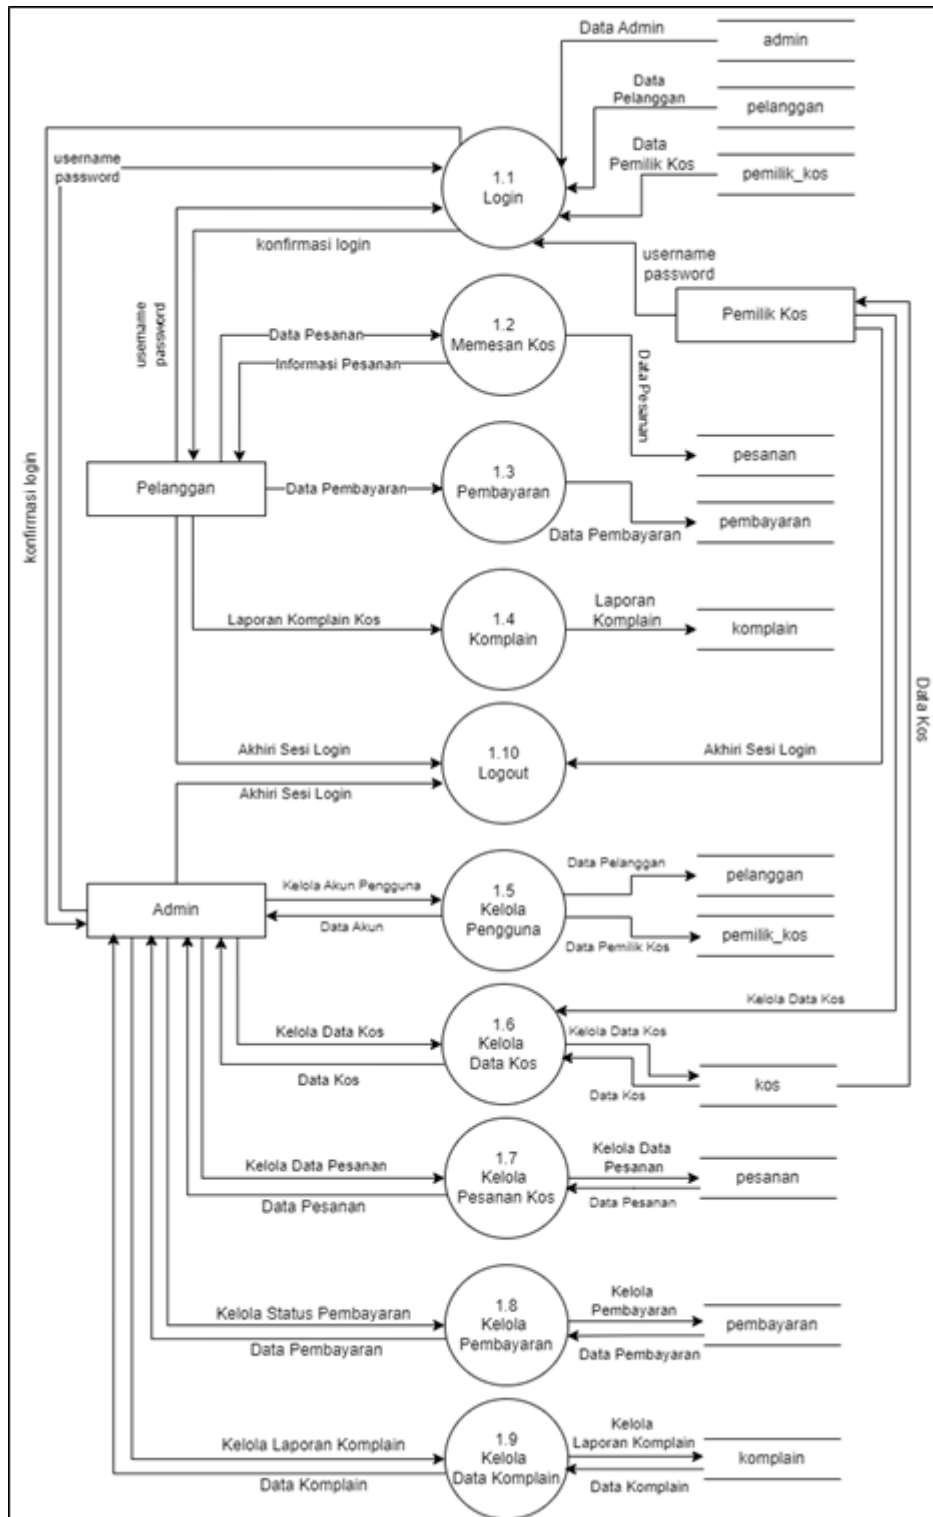 Data Admin
admin
Data
Pelanggan
pelanggan
username
password
1.1
Login
Data
Pemilik Kos
pemilik_kos
konfirmasi login
username
password
username
password
Pemilik Kos
1.2
Memesan Kos
Data Pesanan
Informasi Pesanan
Data Pesanan
pesanan
konfirmasi login
Pelanggan
Data Pembayaran
1.3
Pembayaran
Data Pembayaran
pembayaran
Laporan Komplain Kos
1.4
Komplain
Laporan
Komplain
komplain
Data Kos
Akhiri Sesi Login
1.10
Logout
Akhiri Sesi Login
Akhiri Sesi Login
Admin
Kelola Akun Pengguna
Data Akun
1.5
Kelola
Pengguna
Data Pelanggan
pelanggan
Data Pemilik Kos
pemilik_kos
Kelola Data Kos
Kelola Data Kos
Data Kos
1.6
Kelola
Data Kos
Kelola Data Kos
Data Kos
kos
Kelola Data Pesanan
Data Pesanan
1.7
Kelola
Pesanan Kos
Kelola Data
Pesanan
Data Pesanan
pesanan
Kelola Status Pembayaran
Data Pembayaran
1.8
Kelola
Pembayaran
Kelola
Pembayaran
Data Pembayaran
pembayaran
Kelola Laporan Komplain
Data Komplain
1.9
Kelola
Data Komplain
Kelola
Laporan Komplain
Data Komplain
komplain